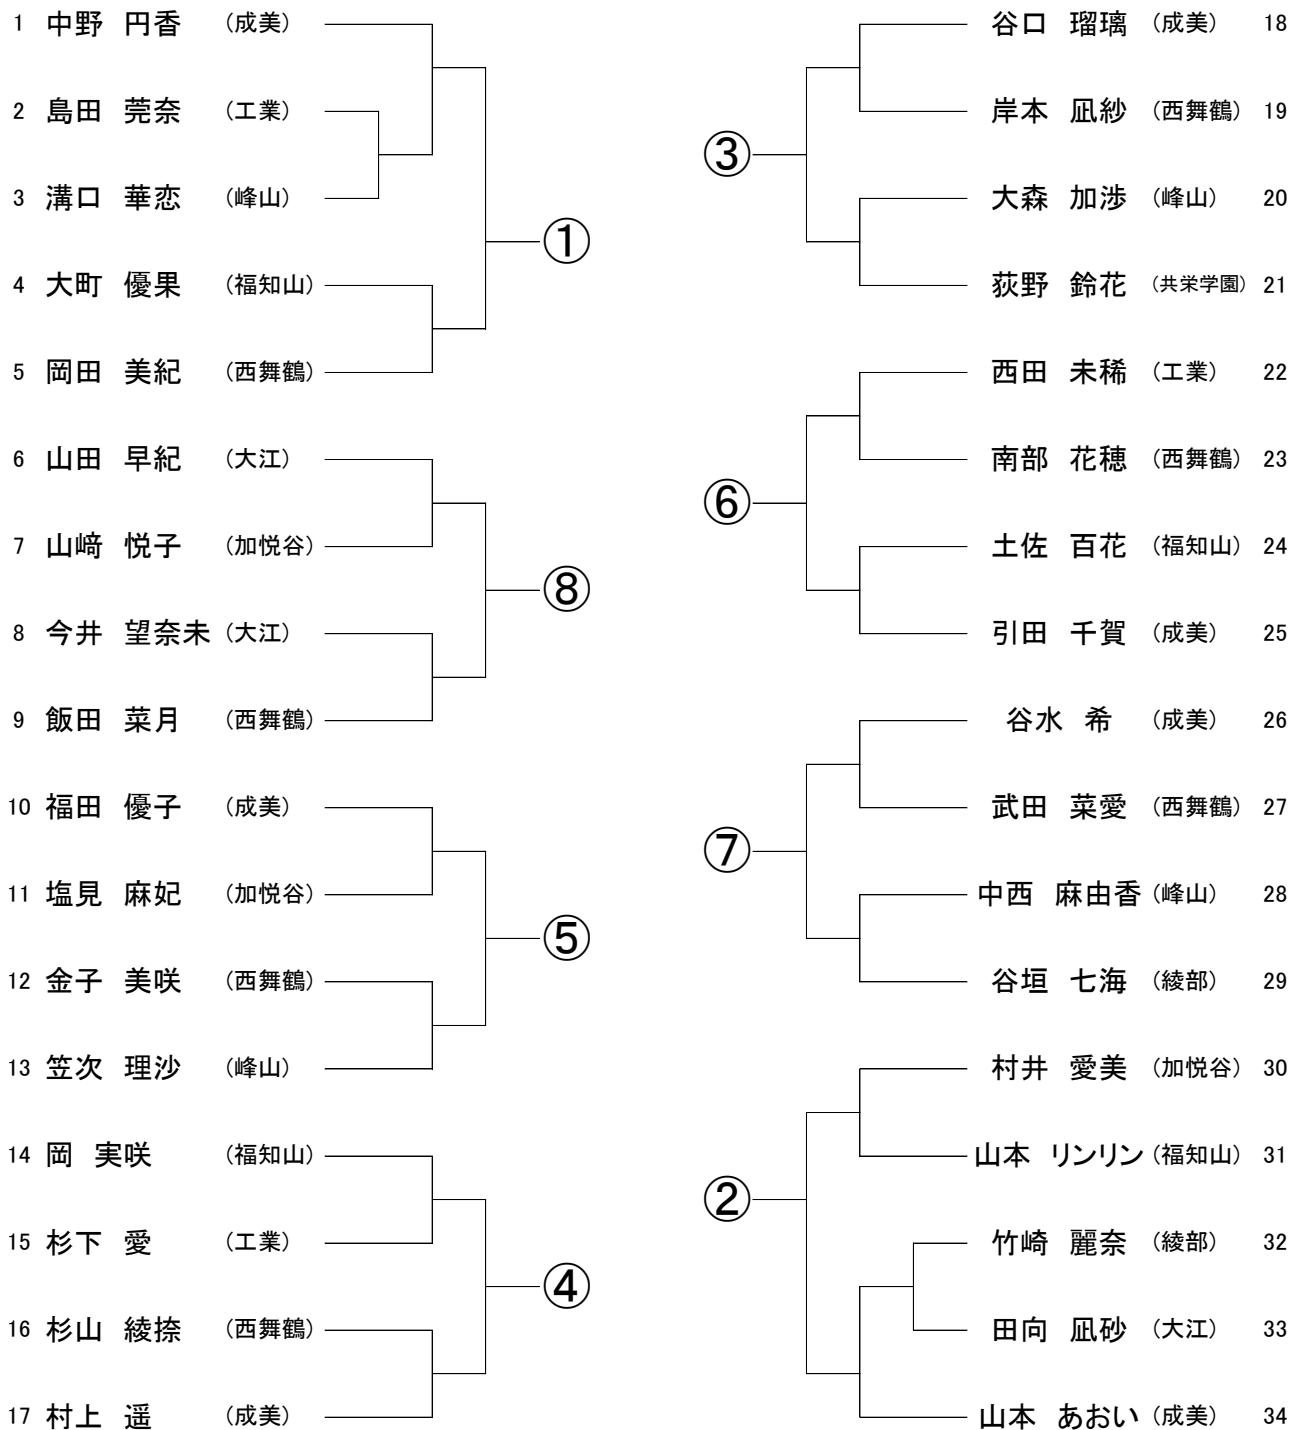 1 中野 円香 (成美)
2 島田 莞奈 (工業)
3 溝口 華恋 (峰山)
①
4 大町 優果 (福知山)
5 岡田 美紀 (西舞鶴)
6 山田 早紀 (大江)
7 山﨑 悦子 (加悦谷)
⑧
8 今井 望奈未 (大江)
9 飯田 菜月 (西舞鶴)
10 福田 優子 (成美)
11 塩見 麻妃 (加悦谷)
⑤
12 金子 美咲 (西舞鶴)
13 笠次 理沙 (峰山)
14 岡 実咲 (福知山)
15 杉下 愛 (工業)
④
16 杉山 綾捺 (西舞鶴)
17 村上 遥 (成美)
谷口 瑠璃 (成美) 18
岸本 凪紗 (西舞鶴) 19
③
大森 加渉 (峰山) 20
荻野 鈴花 (共栄学園) 21
西田 未稀 (工業) 22
南部 花穂 (西舞鶴) 23
⑥
土佐 百花 (福知山) 24
引田 千賀 (成美) 25
谷水 希 (成美) 26
武田 菜愛 (西舞鶴) 27
⑦
中西 麻由香 (峰山) 28
谷垣 七海 (綾部) 29
村井 愛美 (加悦谷) 30
山本 リンリン (福知山) 31
②
竹崎 麗奈 (綾部) 32
田向 凪砂 (大江) 33
山本 あおい (成美) 34